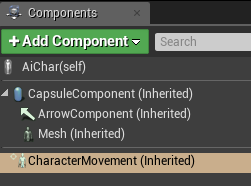 Components
+ Add Component
Search
AiChar(self)
CapsuleComponent (Inherited)
ArrowComponent (Inherited)
Mesh (Inherited)
CharacterMovement (Inherited)